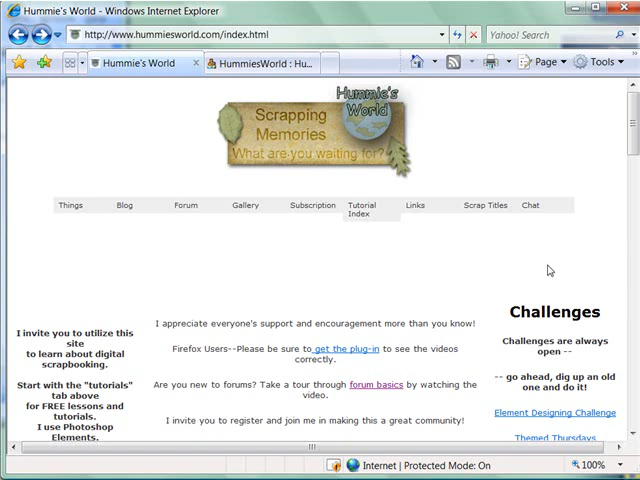 Hummie's World - Windows Internet Explorer
http://www.hummiesworld.com/index.html
Yahoo! Search
Hummie's World
HummiesWorld : Hu...
Page
Tools
Hummie's
World
Scrapping
Memories
What are you waiting for?
Things Blog Forum Gallery Subscription Tutorial Index Links Scrap Titles Chat
I invite you to utilize this
site
to learn about digital
scrapbooking.
Start with the "tutorials"
tab above
for FREE lessons and
tutorials.
I use Photoshop
Elements.
I appreciate everyone's support and encouragement more than you know!
Firefox Users--Please be sure to get the plug-in to see the videos
correctly.
Are you new to forums? Take a tour through forum basics by watching the
video.
I invite you to register and join me in making this a great community!
Challenges
Challenges are always
open --
-- go ahead, dig up an old
one and do it!
Element Designing Challenge
Themed Thursdays
Internet | Protected Mode: On
100%